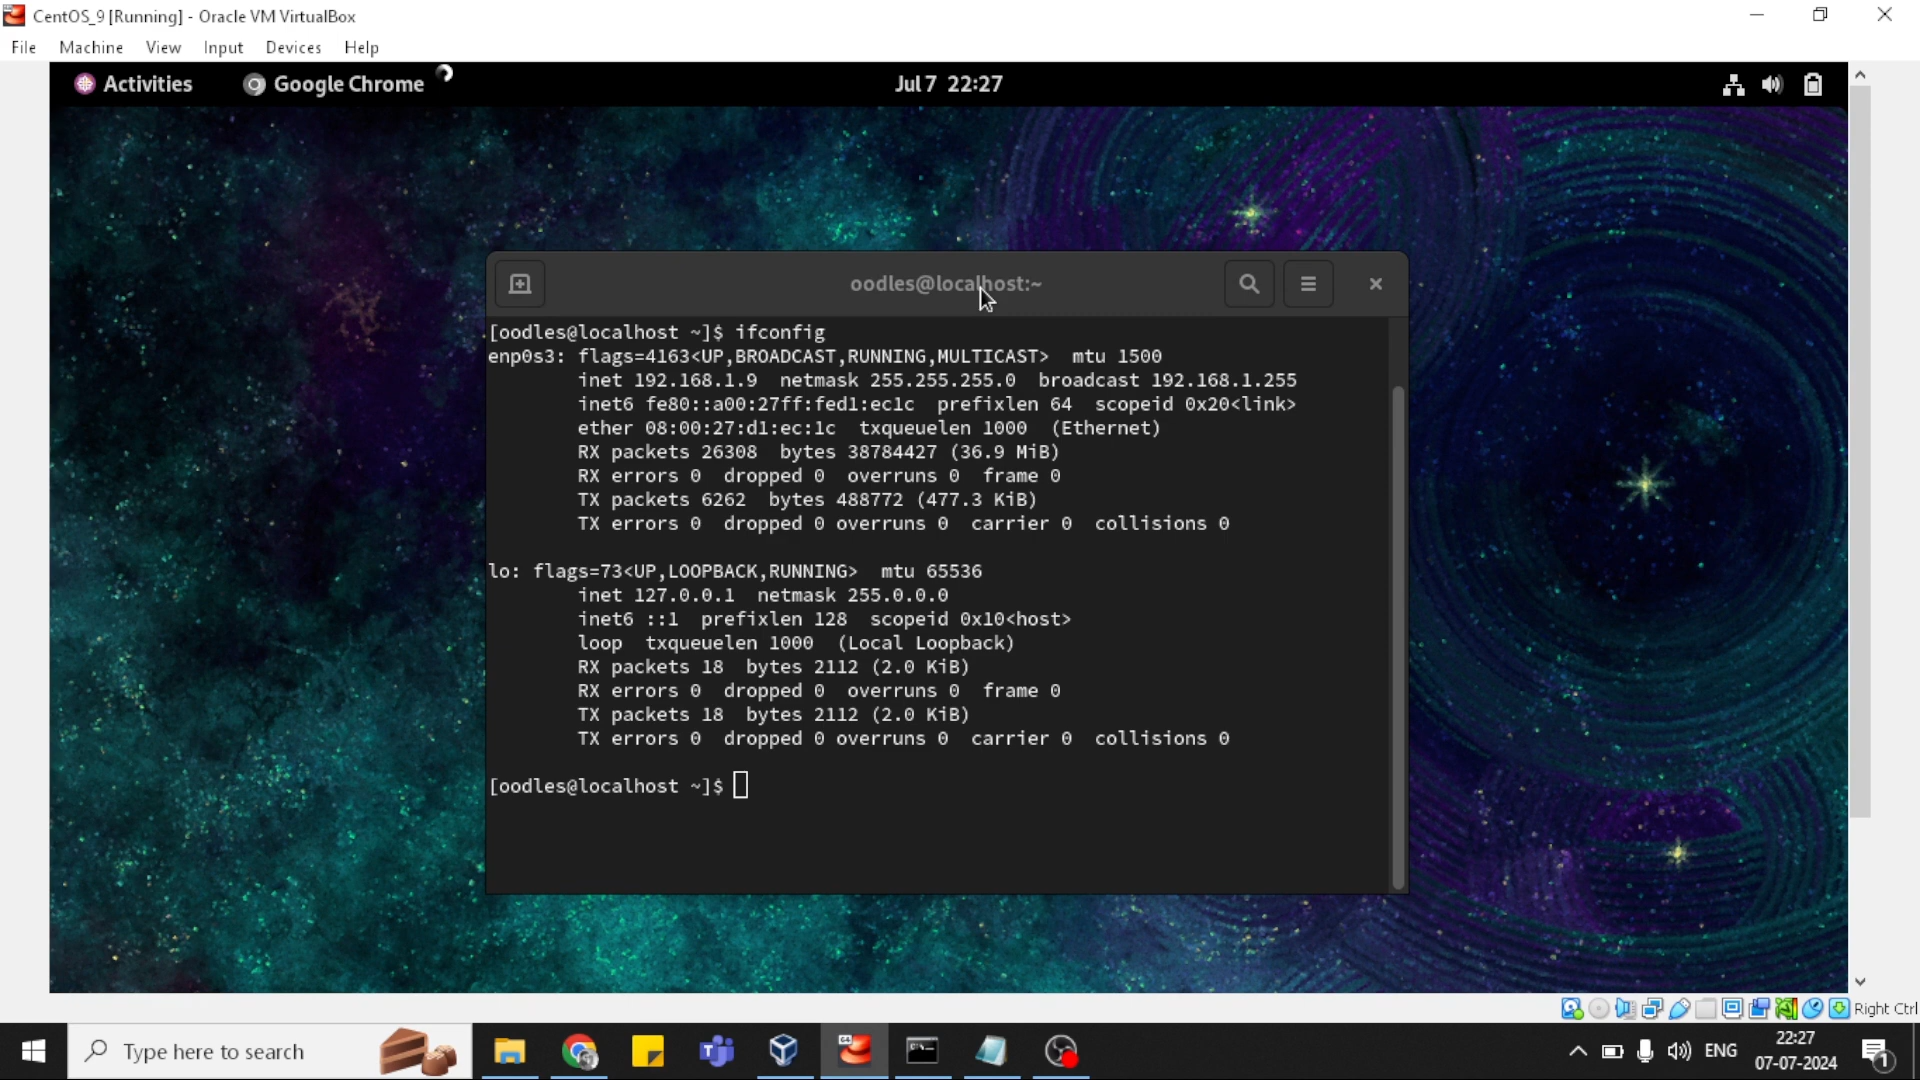 CentOS_9 [Running] - Oracle VM VirtualBox
File Machine View Input Devices Help
Activities Google Chrome Jul 7 22:27
oodles@localhost:~
[oodles@localhost ~]$ ifconfig
enp0s3: flags=4163<UP,BROADCAST,RUNNING,MULTICAST>  mtu 1500
        inet 192.168.1.9  netmask 255.255.255.0  broadcast 192.168.1.255
        inet6 fe80::a00:27ff:fed1:ec1c  prefixlen 64  scopeid 0x20<link>
        ether 08:00:27:d1:ec:1c  txqueuelen 1000  (Ethernet)
        RX packets 26308  bytes 38784427 (36.9 MiB)
        RX errors 0  dropped 0  overruns 0  frame 0
        TX packets 6262  bytes 488772 (477.3 KiB)
        TX errors 0  dropped 0 overruns 0  carrier 0  collisions 0
lo: flags=73<UP,LOOPBACK,RUNNING>  mtu 65536
        inet 127.0.0.1  netmask 255.0.0.0
        inet6 ::1  prefixlen 128  scopeid 0x10<host>
        loop  txqueuelen 1000  (Local Loopback)
        RX packets 18  bytes 2112 (2.0 KiB)
        RX errors 0  dropped 0  overruns 0  frame 0
        TX packets 18  bytes 2112 (2.0 KiB)
        TX errors 0  dropped 0 overruns 0  carrier 0  collisions 0
[oodles@localhost ~]$
Right Ctrl
Type here to search
ENG
22:27
07-07-2024
1